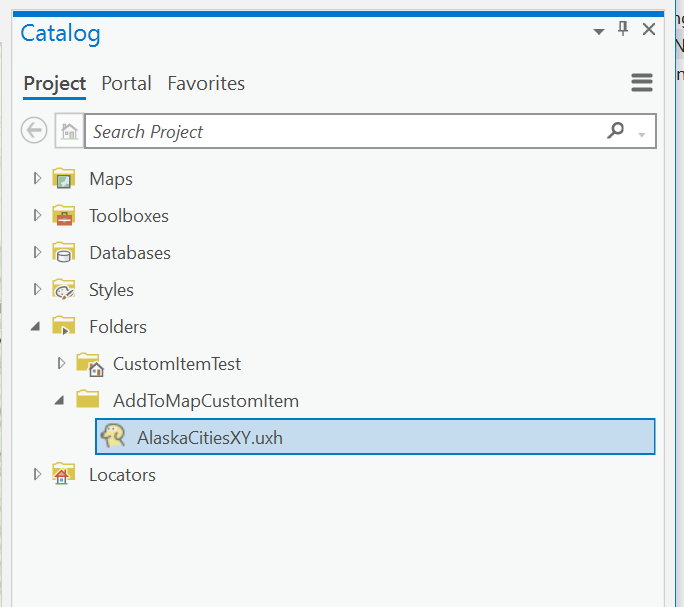 Catalog
Project Portal Favorites
Search Project
Maps
Toolboxes
Databases
Styles
Folders
CustomItemTest
AddToMapCustomItem
AlaskaCitiesXY.uxh
Locators